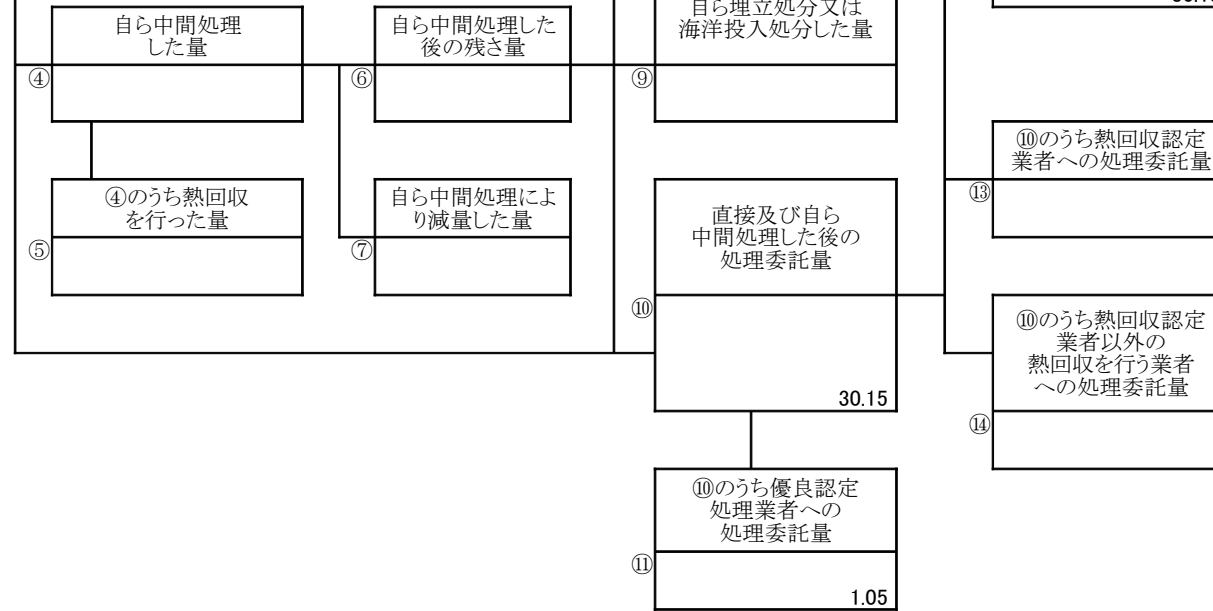 自ら中間処理
した量
④
自ら中間処理した
後の残さ量
⑥
自ら埋立処分又は
海洋投入処分した量
⑨
④のうち熱回収
を行った量
⑤
自ら中間処理によ
り減量した量
⑦
直接及び自ら
中間処理した後の
処理委託量
⑩
30.15
⑩のうち優良認定
処理業者への
処理委託量
⑪
1.05
⑩のうち熱回収認定
業者への処理委託量
⑬
⑩のうち熱回収認定
業者以外の
熱回収を行う業者
への処理委託量
⑭